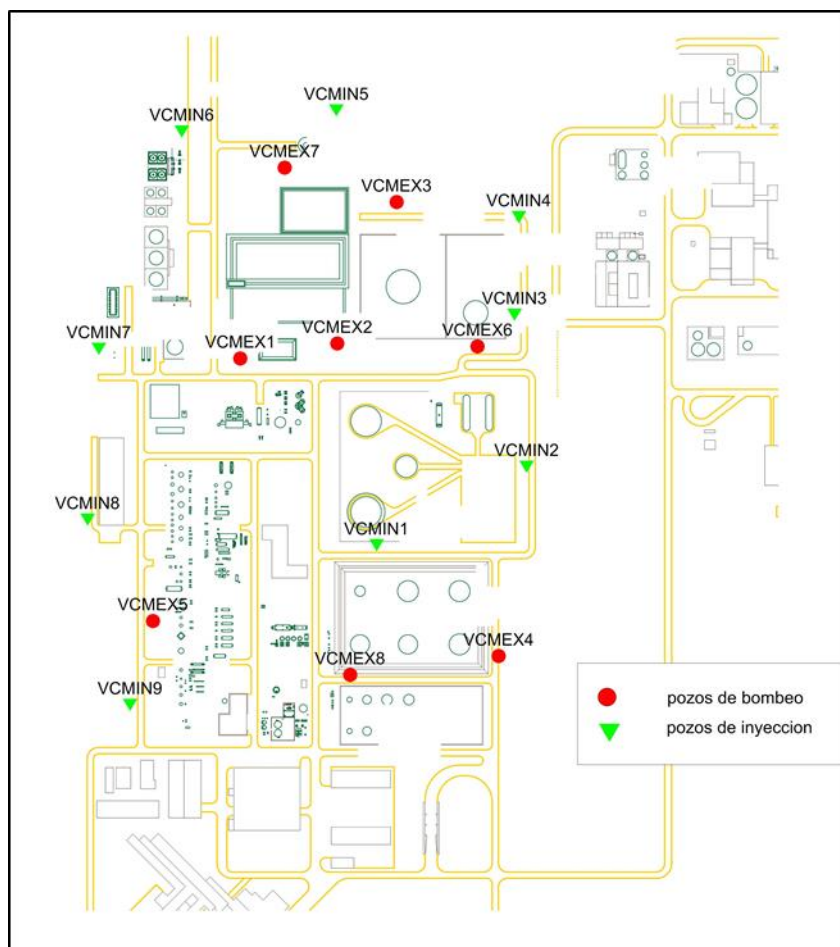 VCMIN5
VCMIN6
VCMEX7
VCMEX3
VCMIN4
VCMIN3
VCMEX2
VCMEX1
VCMEX6
VCMIN7
VCMIN2
VCMIN8
VCMIN1
VCMEX5
VCMEX4
VCMEX8
VCMIN9
pozos de bombeo
pozos de inyeccion